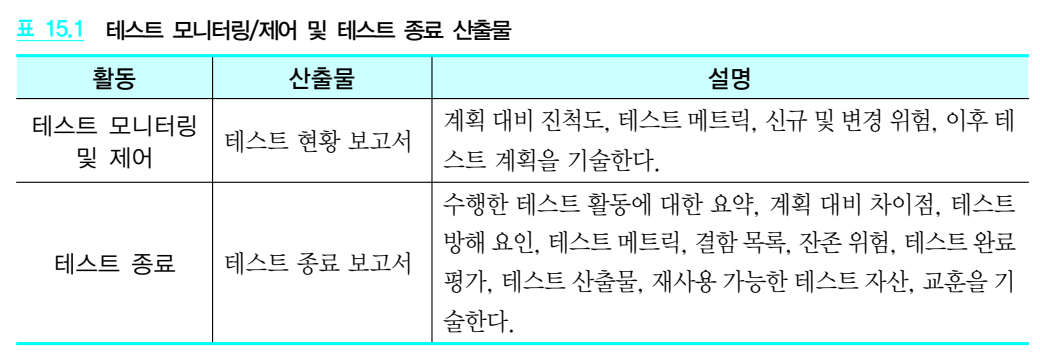 표 15.1 테스트 모니터링/제어 및 테스트 종료 산출물
활동 산출물 설명
테스트 모니터링
및 제어
테스트 현황 보고서
계획 대비 진척도, 테스트 메트릭, 신규 및 변경 위험, 이후 테
스트 계획을 기술한다.
테스트 종료
테스트 종료 보고서
수행한 테스트 활동에 대한 요약, 계획 대비 차이점, 테스트
방해 요인, 테스트 메트릭, 결함 목록, 잔존 위험, 테스트 완료
평가, 테스트 산출물, 재사용 가능한 테스트 자산, 교훈을 기
술한다.